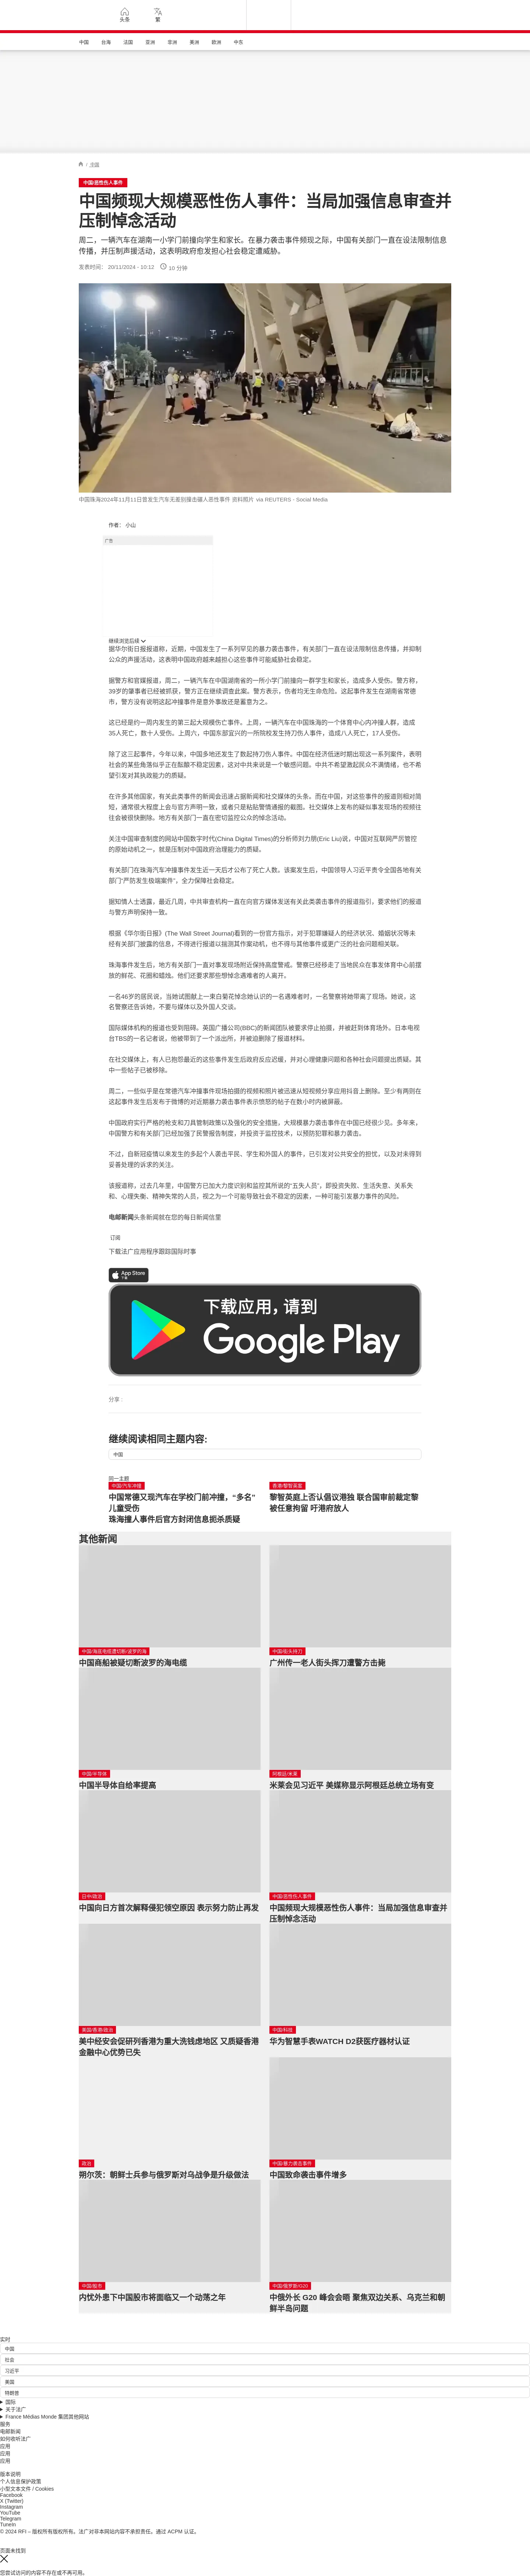 头条
繁
中国
台海
法国
亚洲
非洲
美洲
欧洲
中东
中国
中国/恶性伤人事件
中国频现大规模恶性伤人事件：当局加强信息审查并
压制悼念活动
周二，一辆汽车在湖南一小学门前撞向学生和家长。在暴力袭击事件频现之际，中国有关部门一直在设法限制信息
传播，并压制声援活动，这表明政府愈发担心社会稳定遭威胁。
发表时间： 20/11/2024 - 10:12
10 分钟
中国珠海2024年11月11日曾发生汽车无差别撞击碾人恶性事件 资料照片 via REUTERS - Social Media
作者： 小山
广告
继续浏览后续
据华尔街日报报道称，近期，中国发生了一系列罕见的暴力袭击事件，有关部门一直在设法限制信息传播，并抑制
公众的声援活动，这表明中国政府越来越担心这些事件可能威胁社会稳定。
据警方和官媒报道，周二，一辆汽车在中国湖南省的一所小学门前撞向一群学生和家长，造成多人受伤。警方称，
39岁的肇事者已经被抓获，警方正在继续调查此案。警方表示，伤者均无生命危险。这起事件发生在湖南省常德
市，警方没有说明这起冲撞事件是意外事故还是蓄意为之。
这已经是约一周内发生的第三起大规模伤亡事件。上周，一辆汽车在中国珠海的一个体育中心内冲撞人群，造成
35人死亡，数十人受伤。上周六，中国东部宜兴的一所院校发生持刀伤人事件，造成八人死亡，17人受伤。
除了这三起事件，今年以来，中国多地还发生了数起持刀伤人事件。中国在经济低迷时期出现这一系列案件，表明
社会的某些角落似乎正在酝酿不稳定因素，这对中共来说是一个敏感问题。中共不希望激起民众不满情绪，也不希
望引发对其执政能力的质疑。
在许多其他国家，有关此类事件的新闻会迅速占据新闻和社交媒体的头条。而在中国，对这些事件的报道则相对简
短，通常很大程度上会与官方声明一致，或者只是粘贴警情通报的截图。社交媒体上发布的疑似事发现场的视频往
往会被很快删除。地方有关部门一直在密切监控公众的悼念活动。
关注中国审查制度的网站中国数字时代(China Digital Times)的分析师刘力朋(Eric Liu)说，中国对互联网严厉管控
的原始动机之一，就是压制对中国政府治理能力的质疑。
有关部门在珠海汽车冲撞事件发生近一天后才公布了死亡人数。该案发生后，中国领导人习近平责令全国各地有关
部门“严防发生极端案件”，全力保障社会稳定。
据知情人士透露，最近几周，中共审查机构一直在向官方媒体发送有关此类袭击事件的报道指引，要求他们的报道
与警方声明保持一致。
根据《华尔街日报》(The Wall Street Journal)看到的一份官方指示，对于犯罪嫌疑人的经济状况、婚姻状况等未
经有关部门披露的信息，不得进行报道以揣测其作案动机，也不得与其他事件或更广泛的社会问题相关联。
珠海事件发生后，地方有关部门一直对事发现场附近保持高度警戒。警察已经移走了当地民众在事发体育中心前摆
放的鲜花、花圈和蜡烛。他们还要求那些想悼念遇难者的人离开。
一名46岁的居民说，当她试图献上一束白菊花悼念她认识的一名遇难者时，一名警察将她带离了现场。她说，这
名警察还告诉她，不要与媒体以及外国人交谈。
国际媒体机构的报道也受到阻碍。英国广播公司(BBC)的新闻团队被要求停止拍摄，并被赶到体育场外。日本电视
台TBS的一名记者说，他被带到了一个派出所，并被迫删除了报道材料。
在社交媒体上，有人已抱怨最近的这些事件发生后政府反应迟缓，并对心理健康问题和各种社会问题提出质疑。其
中一些帖子已被移除。
周二，一些似乎是在常德汽车冲撞事件现场拍摄的视频和照片被迅速从短视频分享应用抖音上删除。至少有两则在
这起事件发生后发布于微博的对近期暴力袭击事件表示愤怒的帖子在数小时内被屏蔽。
中国政府实行严格的枪支和刀具管制政策以及强化的安全措施，大规模暴力袭击事件在中国已经很少见。多年来，
中国警方和有关部门已经加强了民警报告制度，并投资于监控技术，以预防犯罪和暴力袭击。
不过，自新冠疫情以来发生的多起个人袭击平民、学生和外国人的事件，已引发对公共安全的担忧，以及对未得到
妥善处理的诉求的关注。
该报道称，过去几年里，中国警方已加大力度识别和监控其所说的“五失人员”，即投资失败、生活失意、关系失
和、心理失衡、精神失常的人员，视之为一个可能导致社会不稳定的因素，一种可能引发暴力事件的风险。
电邮新闻头条新闻就在您的每日新闻信里
订阅
下载法广应用程序跟踪国际时事
App Store
下载
下载应用，请到
Google Play
分享 :
继续阅读相同主题内容:
中国
同一主题
中国/汽车冲撞
中国常德又现汽车在学校门前冲撞，“多名”
儿童受伤
珠海撞人事件后官方封闭信息扼杀质疑
香港/黎智英案
黎智英庭上否认倡议港独 联合国审前裁定黎
被任意拘留 吁港府放人
其他新闻
中国/海底电缆遭切断/波罗的海
中国商船被疑切断波罗的海电缆
中国/街头持刀
广州传一老人街头挥刀遭警方击毙
中国/半导体
中国半导体自给率提高
阿根廷/米莱
米莱会见习近平 美媒称显示阿根廷总统立场有变
日中/政治
中国向日方首次解释侵犯领空原因 表示努力防止再发
中国/恶性伤人事件
中国频现大规模恶性伤人事件：当局加强信息审查并
压制悼念活动
美国/香港/政治
美中经安会促研列香港为重大洗钱虑地区 又质疑香港
金融中心优势已失
中国/科技
华为智慧手表WATCH D2获医疗器材认证
政治
朔尔茨：朝鲜士兵参与俄罗斯对乌战争是升级做法
中国/暴力袭击事件
中国致命袭击事件增多
中国/股市
内忧外患下中国股市将面临又一个动荡之年
中国/俄罗斯/G20
中俄外长 G20 峰会会晤 聚焦双边关系、乌克兰和朝
鲜半岛问题
实时
中国
社会
习近平
美国
特朗普
国际
关于法广
France Médias Monde 集团其他网站
服务
电邮新闻
如何收听法广
应用
应用
应用
版本说明
个人信息保护政策
小型文本文件 / Cookies
Facebook
X (Twitter)
Instagram
YouTube
Telegram
TuneIn
© 2024 RFI – 版权所有版权所有。法广对非本网站内容不承担责任。通过 ACPM 认证。
页面未找到
您尝试访问的内容不存在或不再可用。